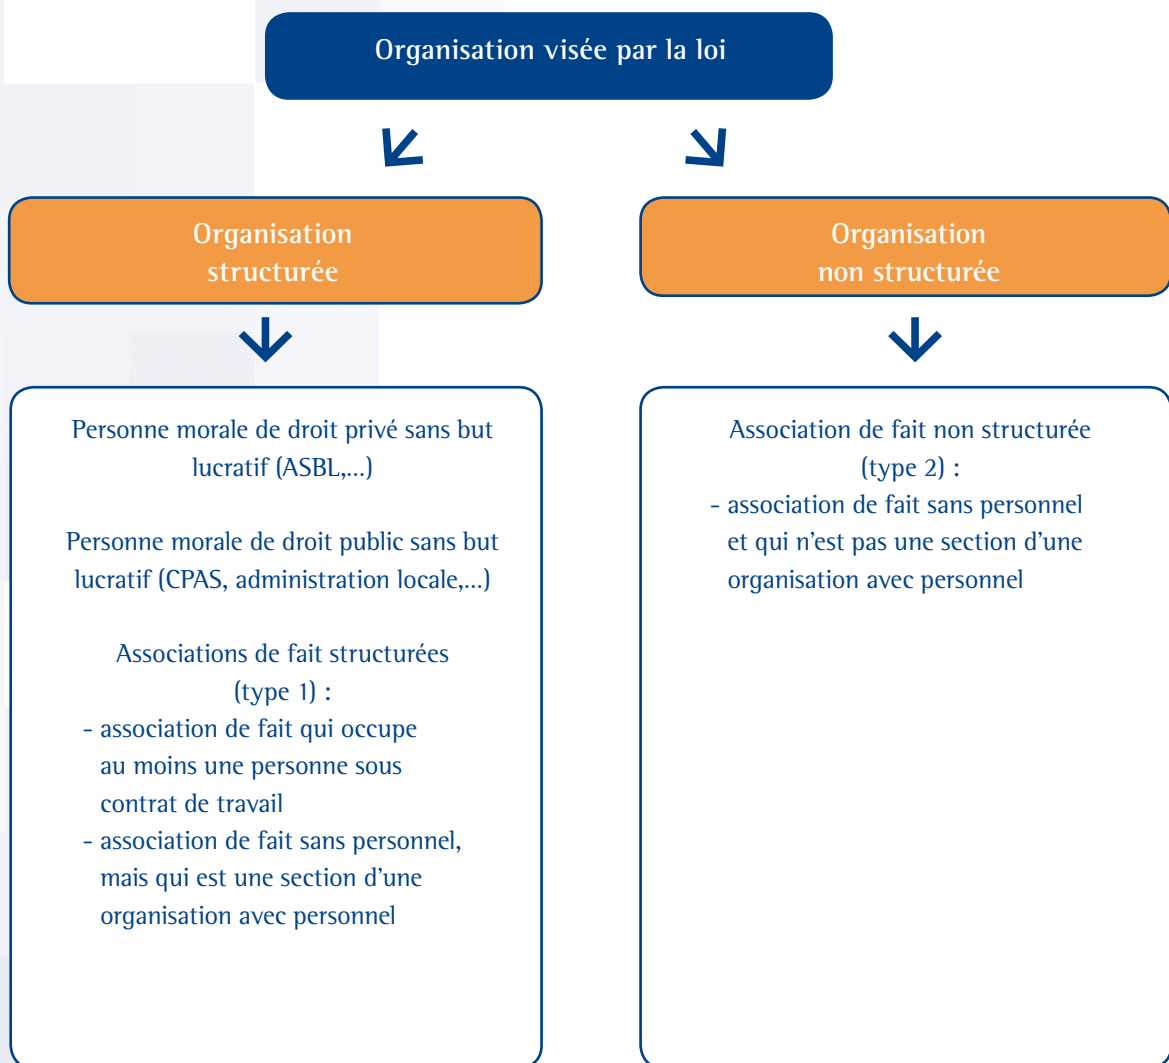 Organisation visée par la loi
Organisation
structurée
Personne morale de droit privé sans but
lucratif (ASBL,...)
Personne morale de droit public sans but
lucratif (CPAS, administration locale,...)
Associations de fait structurées
(type 1) :
- association de fait qui occupe
au moins une personne sous
contrat de travail
- association de fait sans personnel,
mais qui est une section d’une
organisation avec personnel
Organisation
non structurée
Association de fait non structurée
(type 2) :
- association de fait sans personnel
et qui n’est pas une section d’une
organisation avec personnel